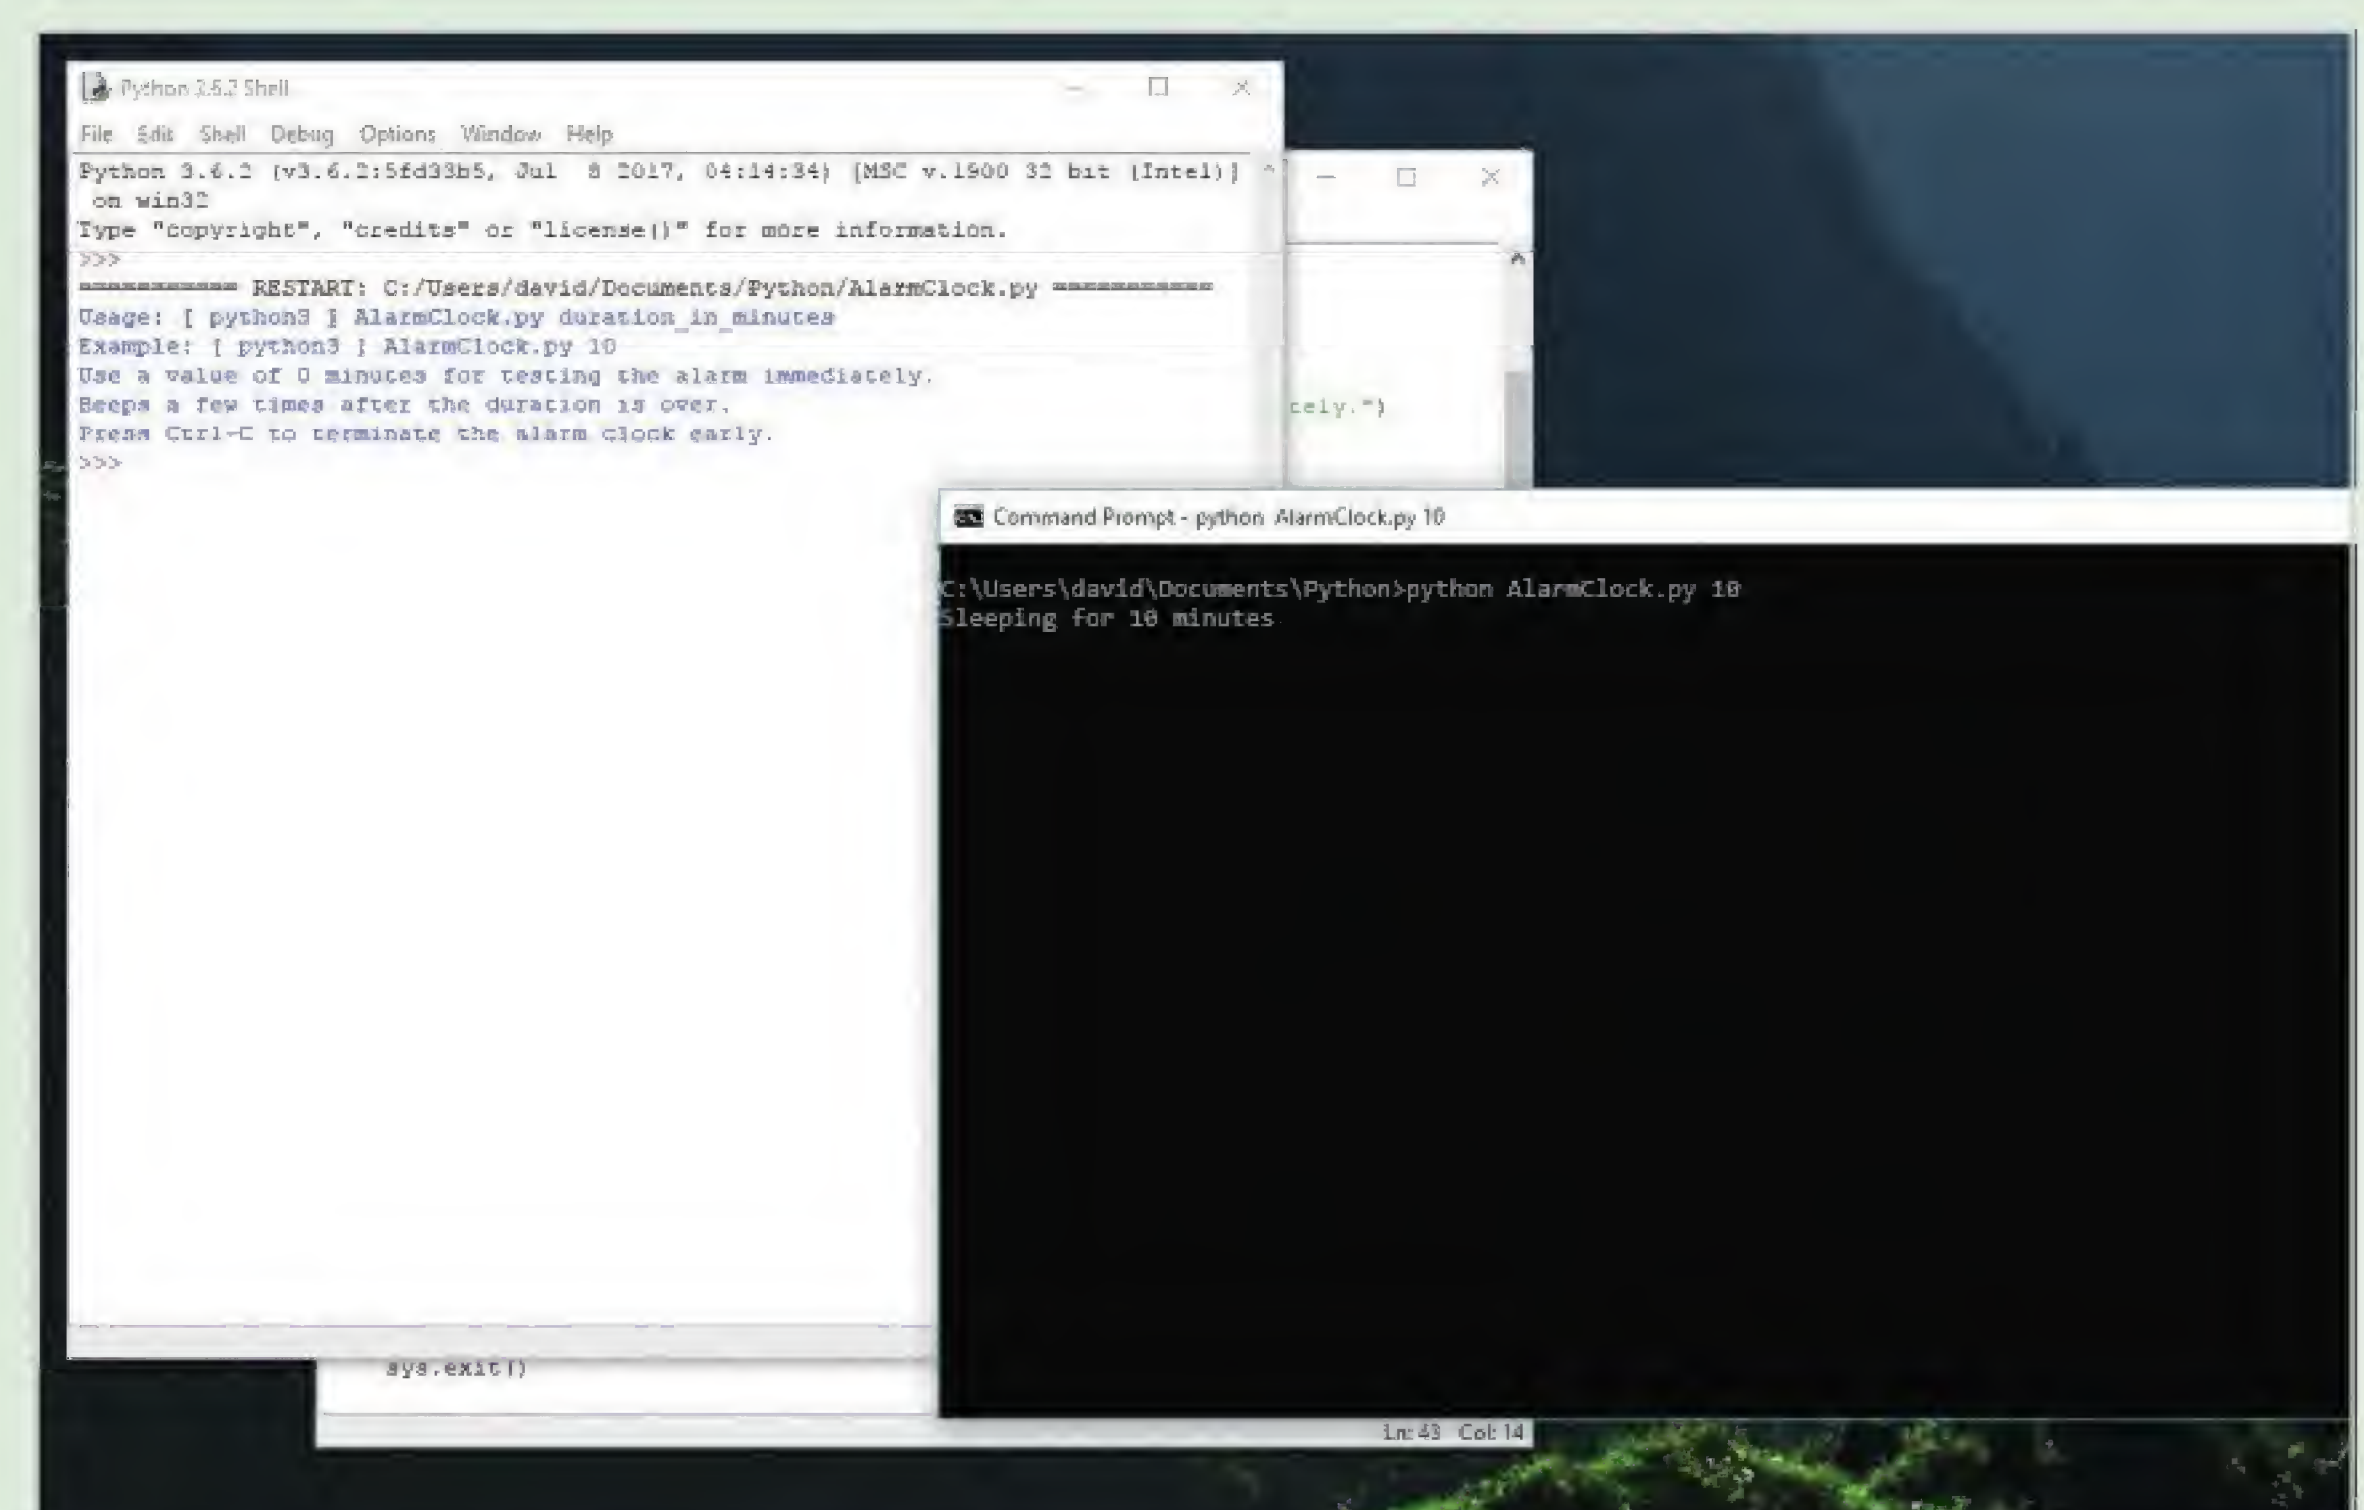 Python 3.6.2 Shell
File Edit Shell Debug Options Window Help
Python 3.6.2 (v3.6.2:5fd33b5, Jul  8 2017, 04:14:34) [MSC v.1900 32 bit (Intel)]
on win32
Type "copyright", "credits" or "license()" for more information.
>>>
=========== RESTART: C:/Users/david/Documents/Python/AlarmClock.py ===========
Usage: [ python3 ] AlarmClock.py duration_in_minutes
Example: [ python3 ] AlarmClock.py 10
Use a value of 0 minutes for testing the alarm immediately.
Beeps a few times after the duration is over.
Press Ctrl-C to terminate the alarm clock early.
>>>
tely.")
Command Prompt - python AlarmClock.py 10
C:\Users\david\Documents\Python>python AlarmClock.py 10
Sleeping for 10 minutes
sys.exit()
Ln: 43 Col: 14